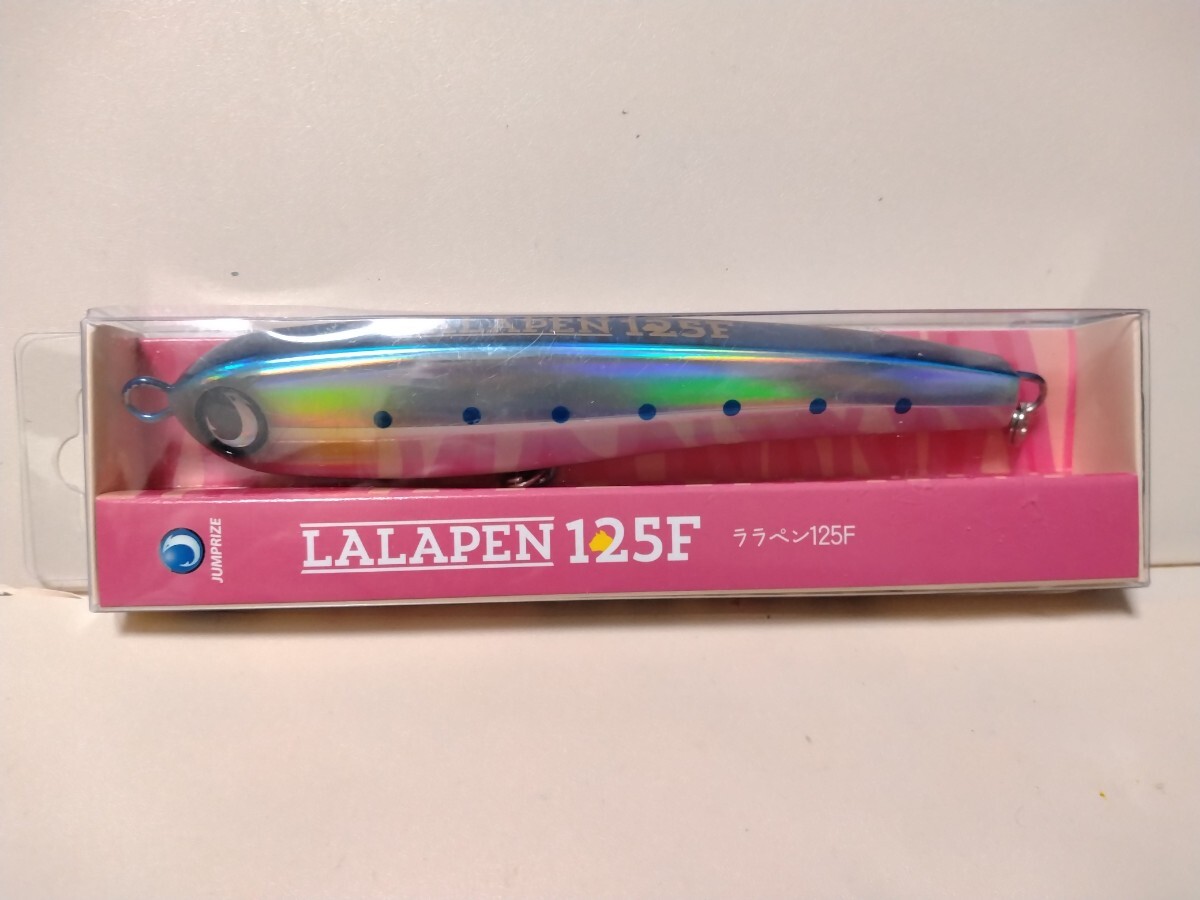 LALAPEN 125F
JUMPRIZE
LALAPEN 125F
ララペン125F